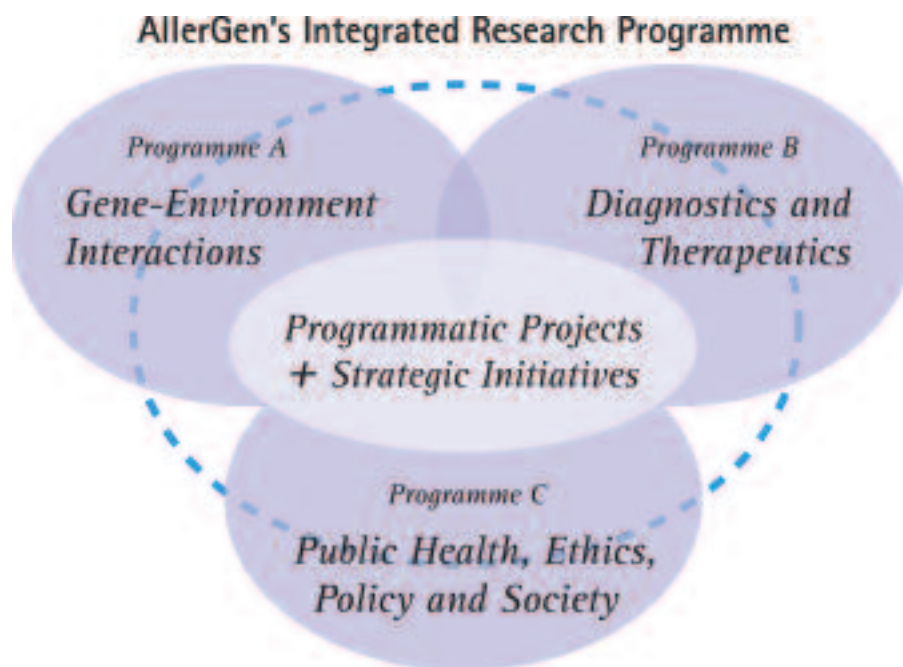 AllerGen's Integrated Research Programme
Programme A
Gene-Environment
Interactions
Programme B
Diagnostics and
Therapeutics
Programmatic Projects
+ Strategic Initiatives
Programme C
Public Health, Ethics,
Policy and Society